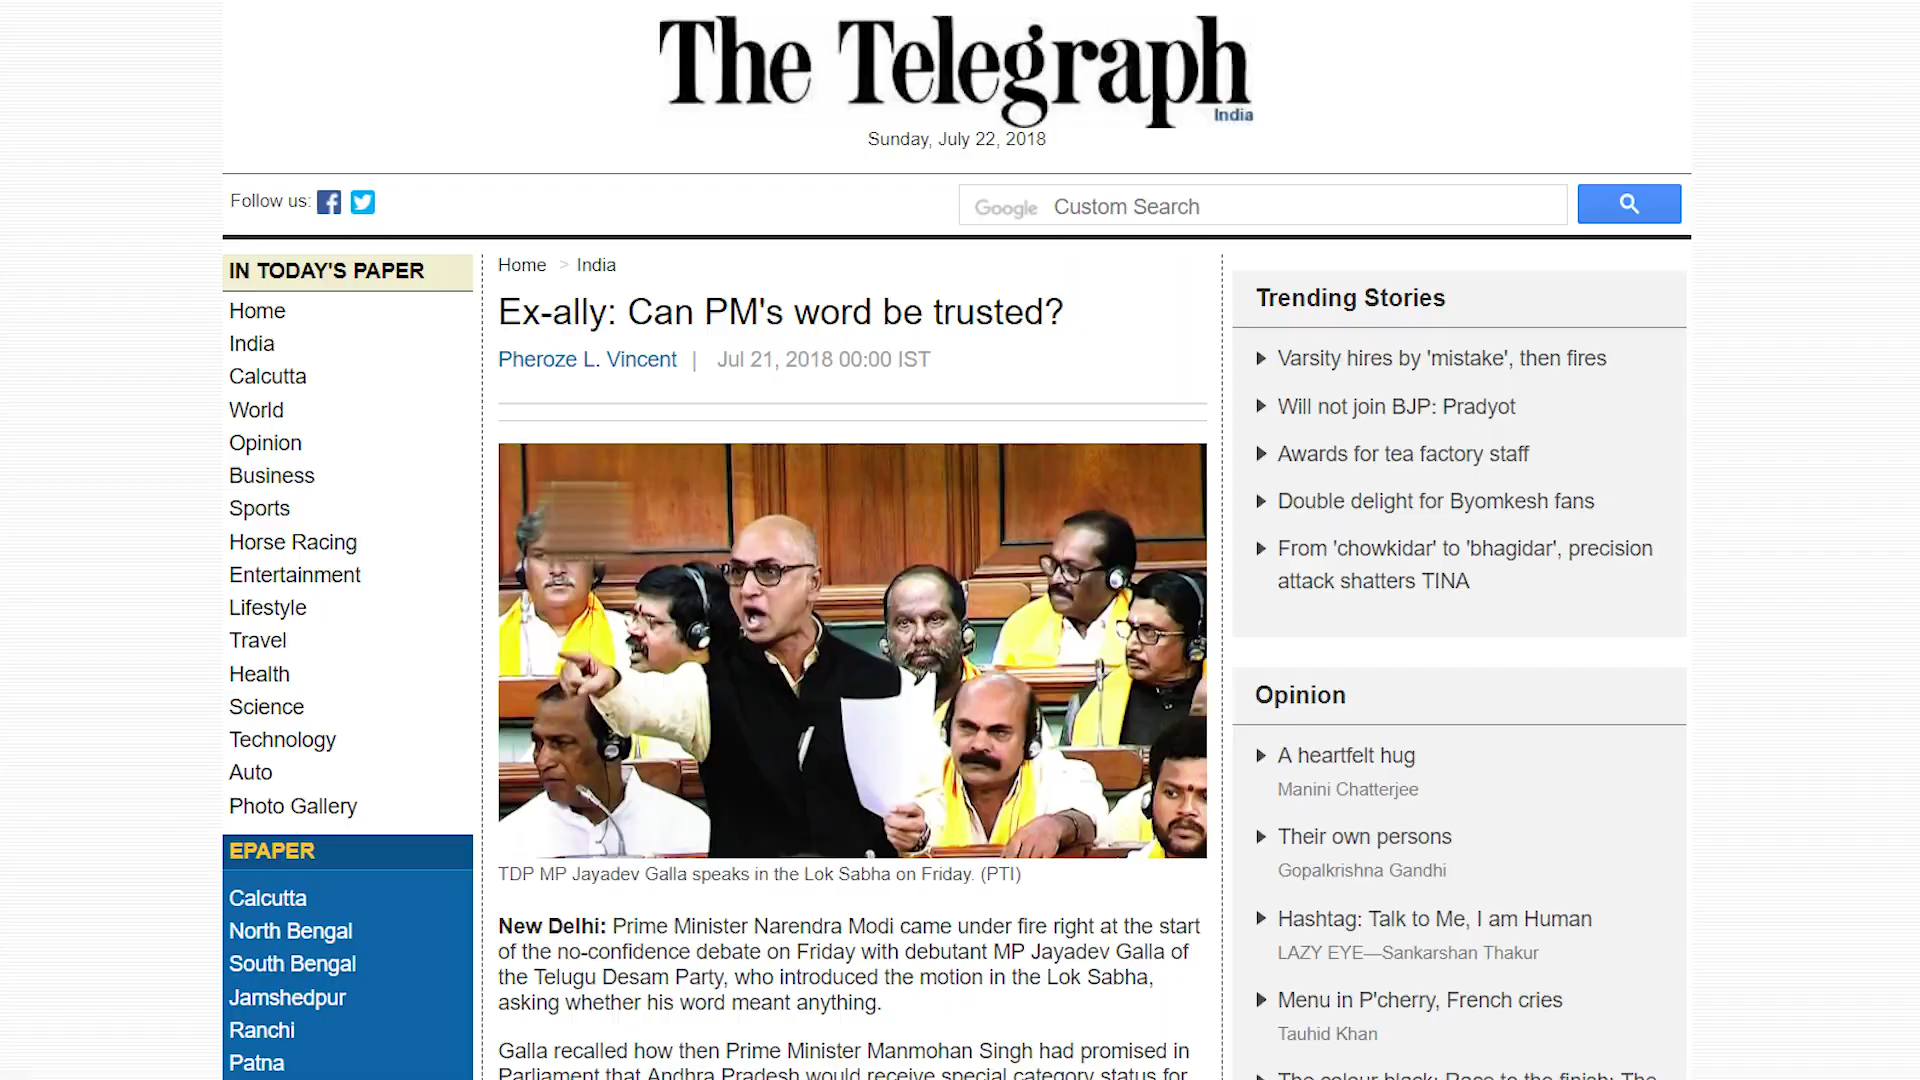 The Telegraph
India
Sunday, July 22, 2018
Follow us:
Google Custom Search
IN TODAY'S PAPER
Home
India
Calcutta
World
Opinion
Business
Sports
Horse Racing
Entertainment
Lifestyle
Travel
Health
Science
Technology
Auto
Photo Gallery
EPAPER
Calcutta
North Bengal
South Bengal
Jamshedpur
Ranchi
Patna
Home > India
Ex-ally: Can PM's word be trusted?
Pheroze L. Vincent | Jul 21, 2018 00:00 IST
TDP MP Jayadev Galla speaks in the Lok Sabha on Friday. (PTI)
New Delhi: Prime Minister Narendra Modi came under fire right at the start
of the no-confidence debate on Friday with debutant MP Jayadev Galla of
the Telugu Desam Party, who introduced the motion in the Lok Sabha,
asking whether his word meant anything.
Galla recalled how then Prime Minister Manmohan Singh had promised in
Parliament that Andhra Pradesh would receive special category status for
Trending Stories
Varsity hires by 'mistake', then fires
Will not join BJP: Pradyot
Awards for tea factory staff
Double delight for Byomkesh fans
From 'chowkidar' to 'bhagidar', precision
attack shatters TINA
Opinion
A heartfelt hug
Manini Chatterjee
Their own persons
Gopalkrishna Gandhi
Hashtag: Talk to Me, I am Human
LAZY EYE—Sankarshan Thakur
Menu in P'cherry, French cries
Tauhid Khan
The colour black: Race to the finish: The